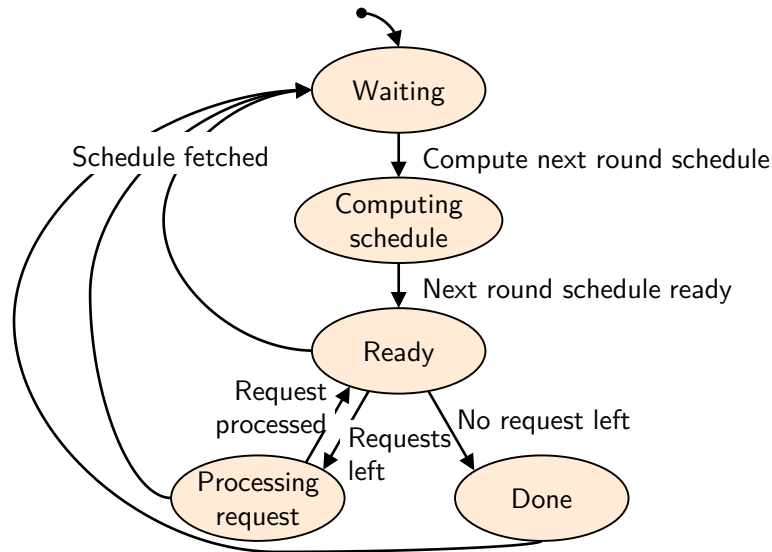 Waiting
Schedule fetched
Compute next round schedule
Computing
schedule
Next round schedule ready
Ready
Request
processed
Requests
left
No request left
Processing
request
Done